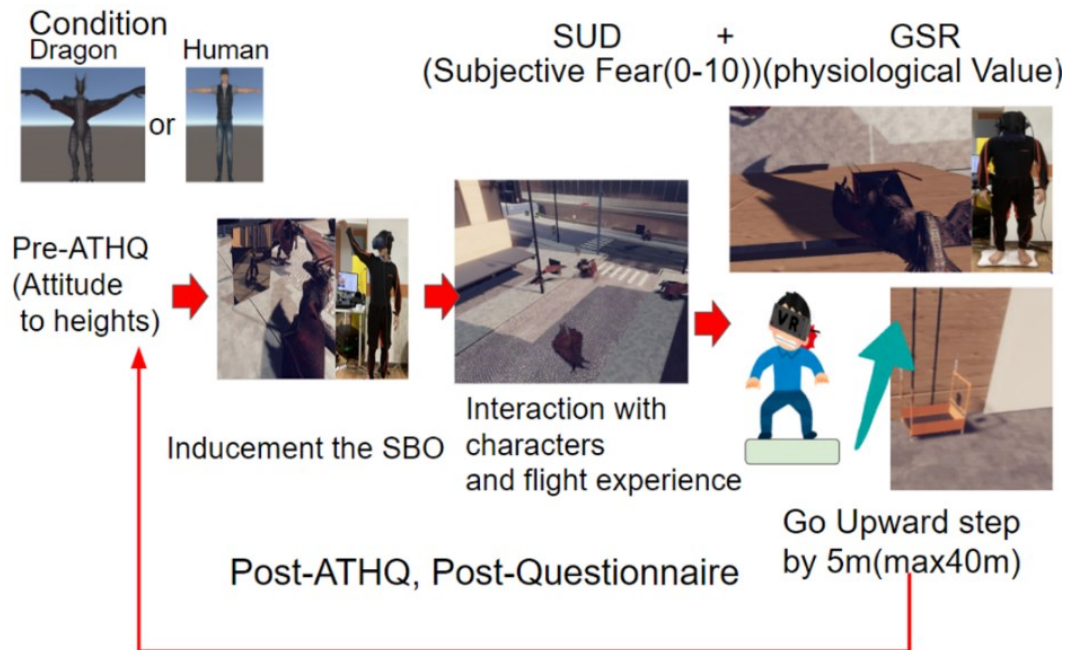 Condition
Dragon
Human
or
SUD + GSR
(Subjective Fear(0-10))(physiological Value)
Pre-ATHQ
(Attitude
to heights)
VR
Inducement the SBO
Interaction with
characters
and flight experience
Go Upward step
by 5m(max40m)
Post-ATHQ, Post-Questionnaire